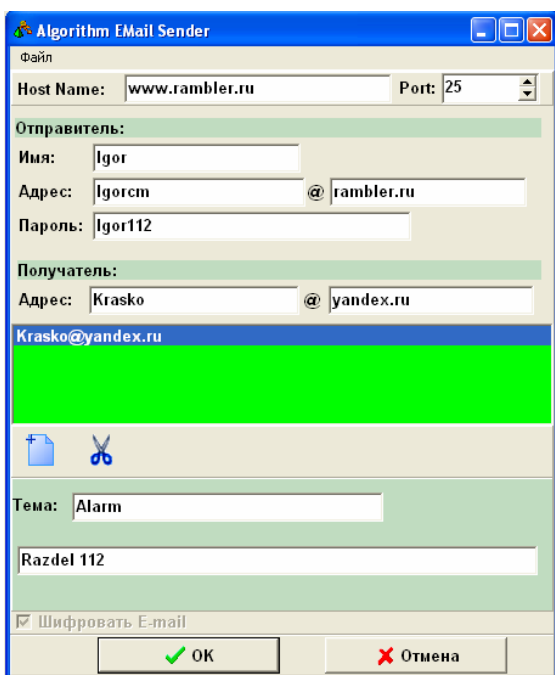 Algorithm EMail Sender
Файл
Host Name: www.rambler.ru Port: 25
Отправитель:
Имя: Igor
Адрес: Igorcm @ rambler.ru
Пароль: Igor112
Получатель:
Адрес: Krasko @ yandex.ru
Krasko@yandex.ru
Тема: Alarm
Razdel 112
Шифровать E-mail
OK Отмена